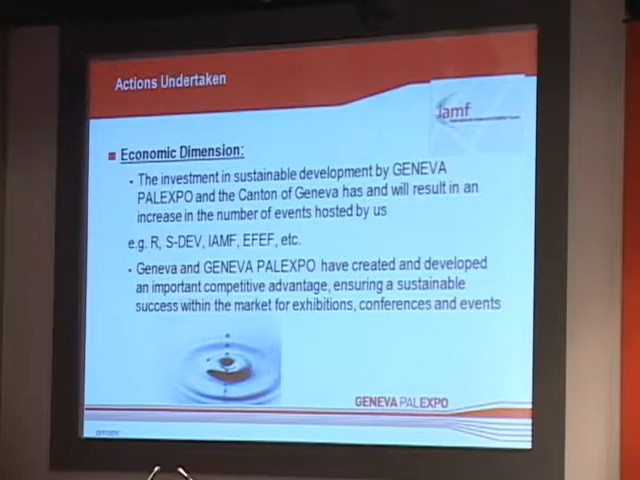 Actions Undertaken
iamf
Economic Dimension:
The investment in sustainable development by GENEVA
PALEXPO and the Canton of Geneva has and will result in an
increase in the number of events hosted by us
e.g. R, S-DEV, IAMF, EFEF, etc.
Geneva and GENEVA PALEXPO have created and developed
an important competitive advantage, ensuring a sustainable
success within the market for exhibitions, conferences and events
GENEVA PALEXPO